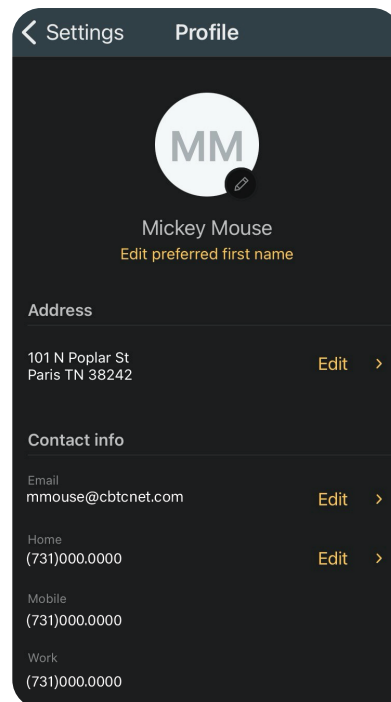 Settings Profile
MM
Mickey Mouse
Edit preferred first name
Address
101 N Poplar St
Paris TN 38242
Edit
Contact info
Email
mmouse@cbtcnet.com
Edit
Home
(731)000.0000
Edit
Mobile
(731)000.0000
Work
(731)000.0000